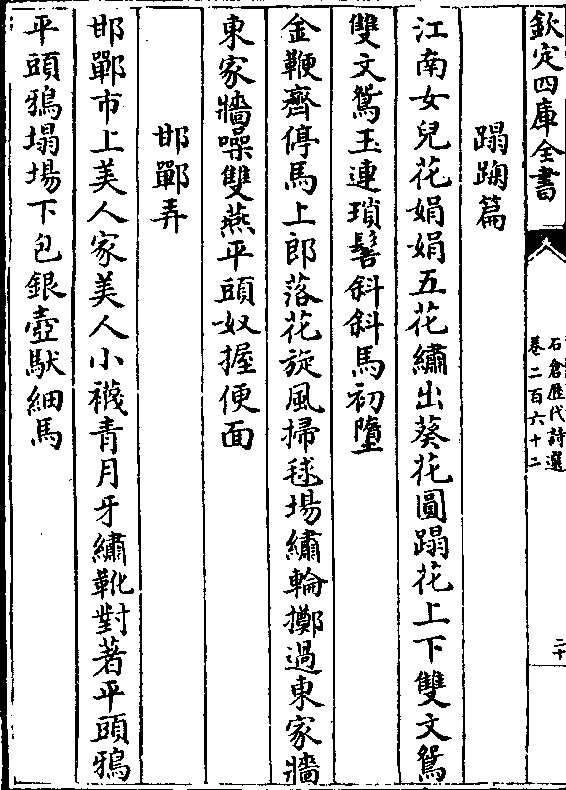 欽定四庫全書
石倉歴代詩選
卷二百六十二
二十
蹋踘篇
江南女兒花娟娟五花繡出葵花圓蹋花上下雙文鴛
雙文鴛玉連瑣髻斜斜馬初墮
金鞭齊停馬上郎落花旋風掃毬場繡輪擲過東家牆
東家牆噪雙燕平頭奴握便面
邯鄲弄
邯鄲市上美人家美人小襪青月牙繡靴對著平頭鴉
平頭鴉塌場下包銀壺馱細馬